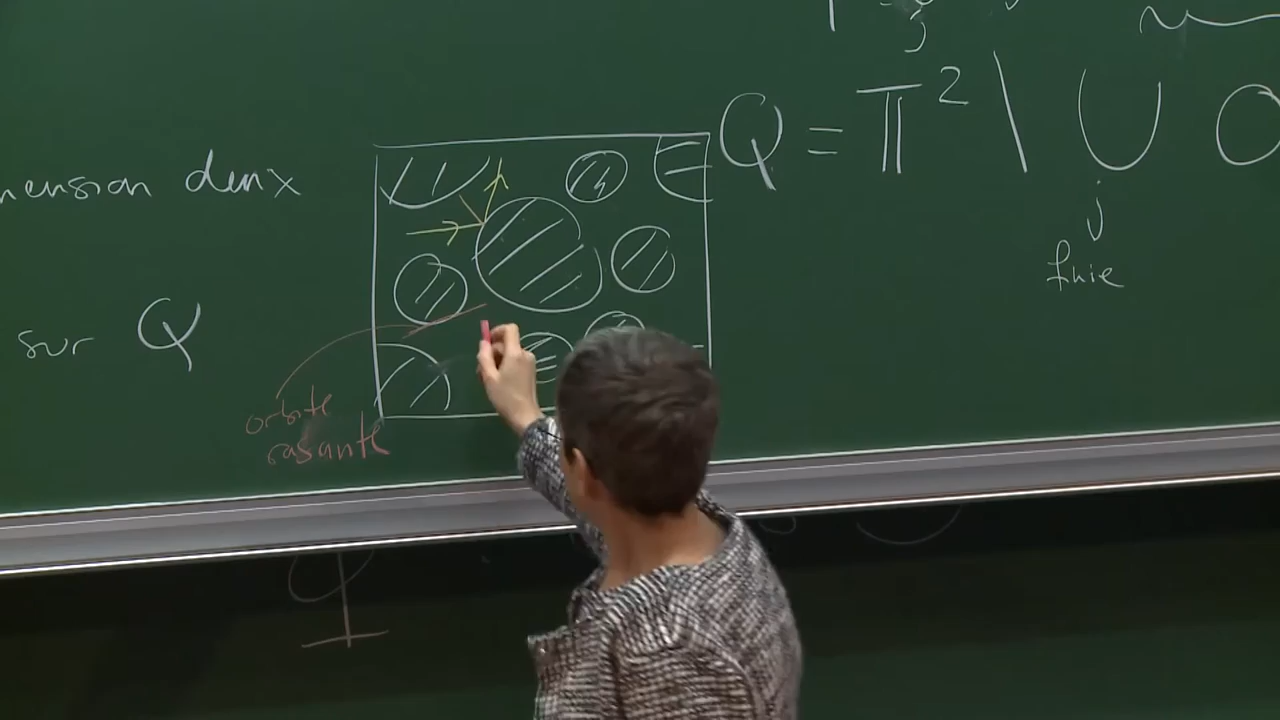 Q = π² \ ⋃ O
j
j
finie
mension deux
sur Q
orbite
rasante